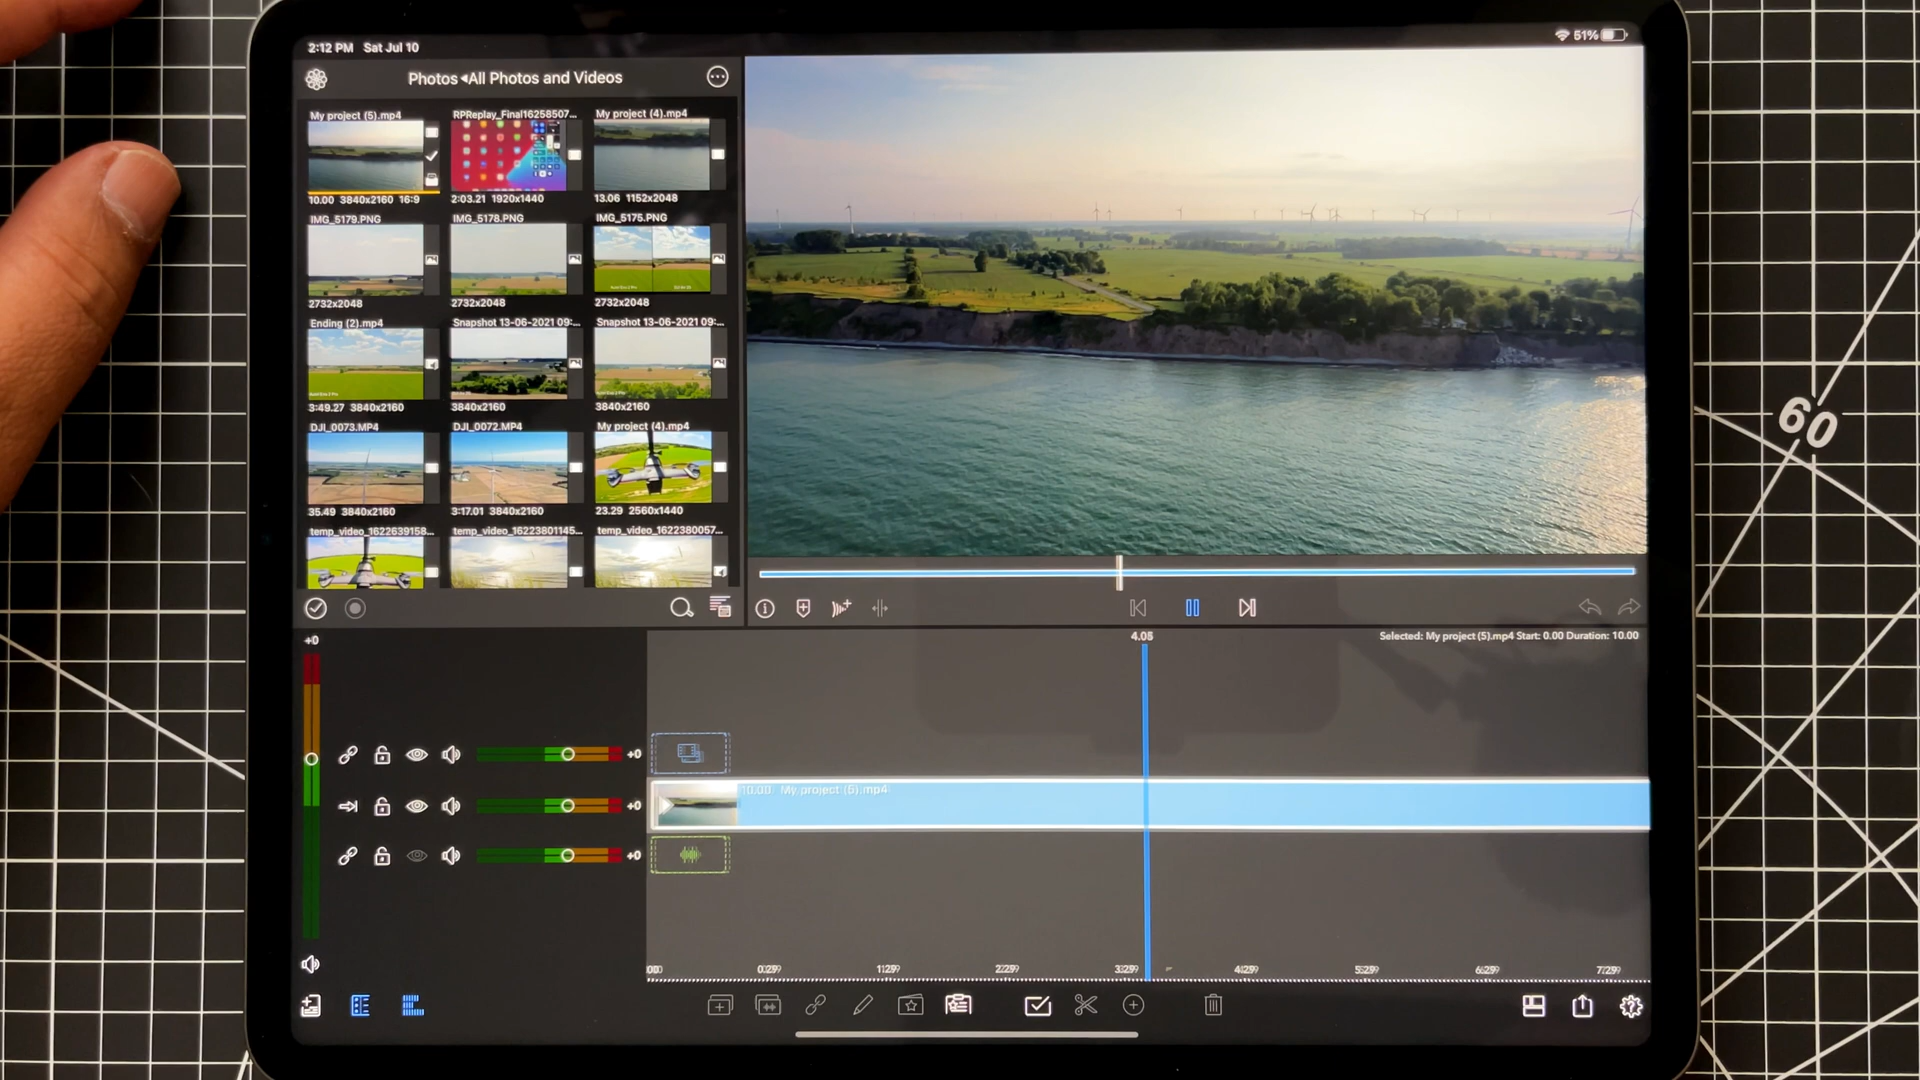 2:12 PM Sat Jul 10
51%
Photos ◂All Photos and Videos
My project (5).mp4
RPReplay_Final16258507...
My project (4).mp4
10.00 3840x2160 16:9
2:03.21 1920x1440
13.06 1152x2048
IMG_5179.PNG
IMG_5178.PNG
IMG_5175.PNG
2732x2048
2732x2048
2732x2048
Ending (2).mp4
Snapshot 13-06-2021 09:...
Snapshot 13-06-2021 09:...
3:49.27 3840x2160
3840x2160
3840x2160
DJI_0073.MP4
DJI_0072.MP4
My project (4).mp4
35.49 3840x2160
3:17.01 3840x2160
23.29 2560x1440
temp_video_1622639158...
temp_video_16223801145...
temp_video_1622380057...
60
+0
4.05
Selected: My project (5).mp4 Start: 0.00 Duration: 10.00
+0
10.00 My project (5).mp4
+0
+0